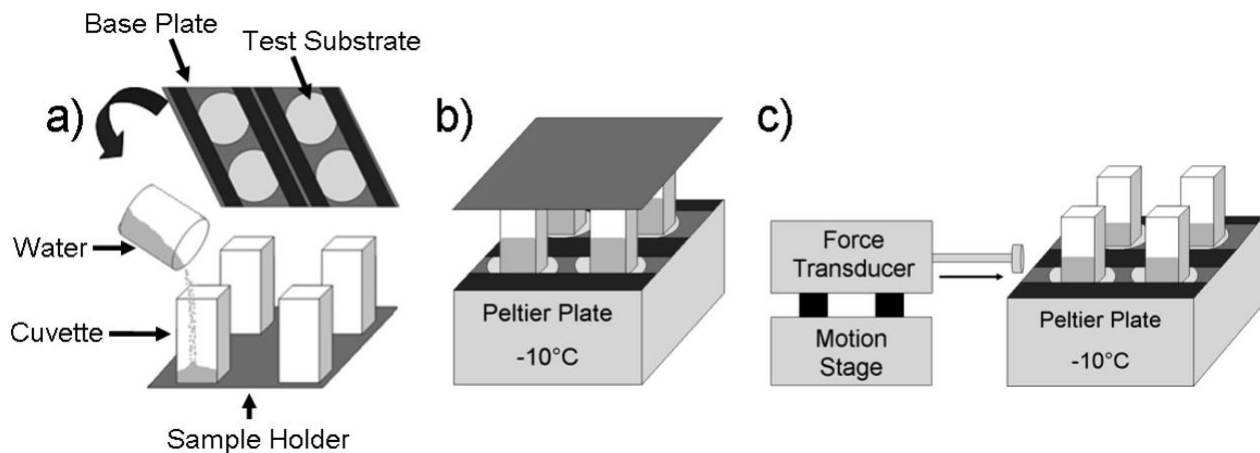 a)
Base Plate
Test Substrate
Water
Cuvette
Sample Holder
b)
Peltier Plate
-10°C
c)
Force
Transducer
Motion
Stage
Peltier Plate
-10°C